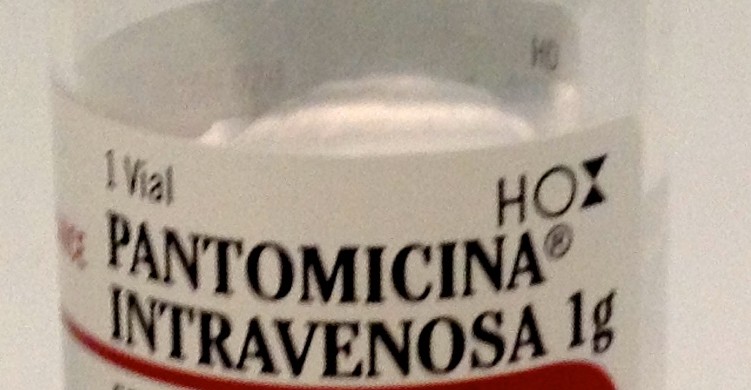 1 Vial
HO
PANTOMICINA®
INTRAVENOSA 1g